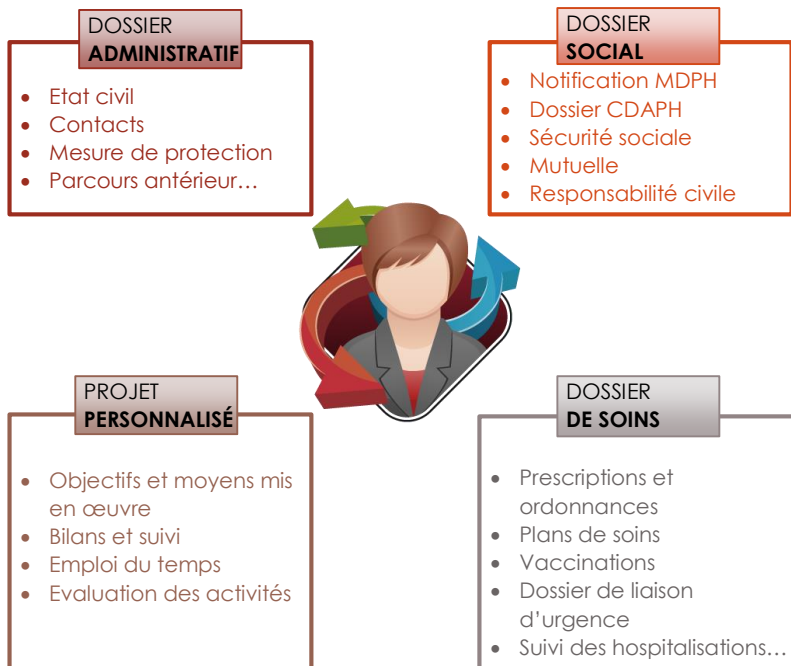 DOSSIER
ADMINISTRATIF
• Etat civil
• Contacts
• Mesure de protection
• Parcours antérieur…
DOSSIER
SOCIAL
• Notification MDPH
• Dossier CDAPH
• Sécurité sociale
• Mutuelle
• Responsabilité civile
PROJET
PERSONNALISÉ
• Objectifs et moyens mis
en œuvre
• Bilans et suivi
• Emploi du temps
• Evaluation des activités
DOSSIER
DE SOINS
• Prescriptions et
ordonnances
• Plans de soins
• Vaccinations
• Dossier de liaison
d’urgence
• Suivi des hospitalisations…